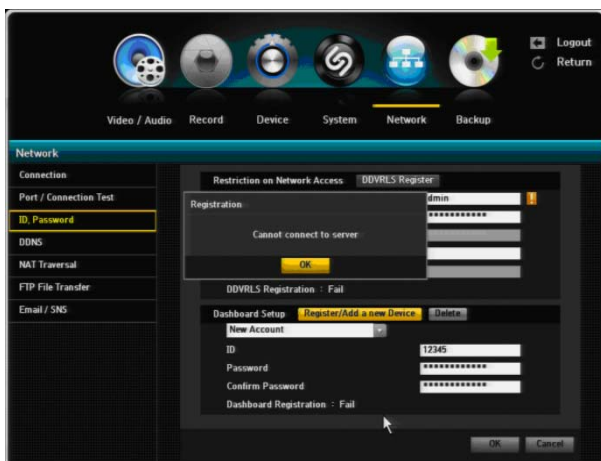 Logout
Return
Video / Audio
Record
Device
System
Network
Backup
Network
Connection
Port / Connection Test
ID, Password
DDNS
NAT Traversal
FTP File Transfer
Email / SNS
Restriction on Network Access
DDVRLS Register
dmin
************
************
Registration
Cannot connect to server
OK
DDVRLS Registration : Fail
Dashboard Setup
Register/Add a new Device
Delete
New Account
ID
12345
Password
************
Confirm Password
************
Dashboard Registration : Fail
OK
Cancel